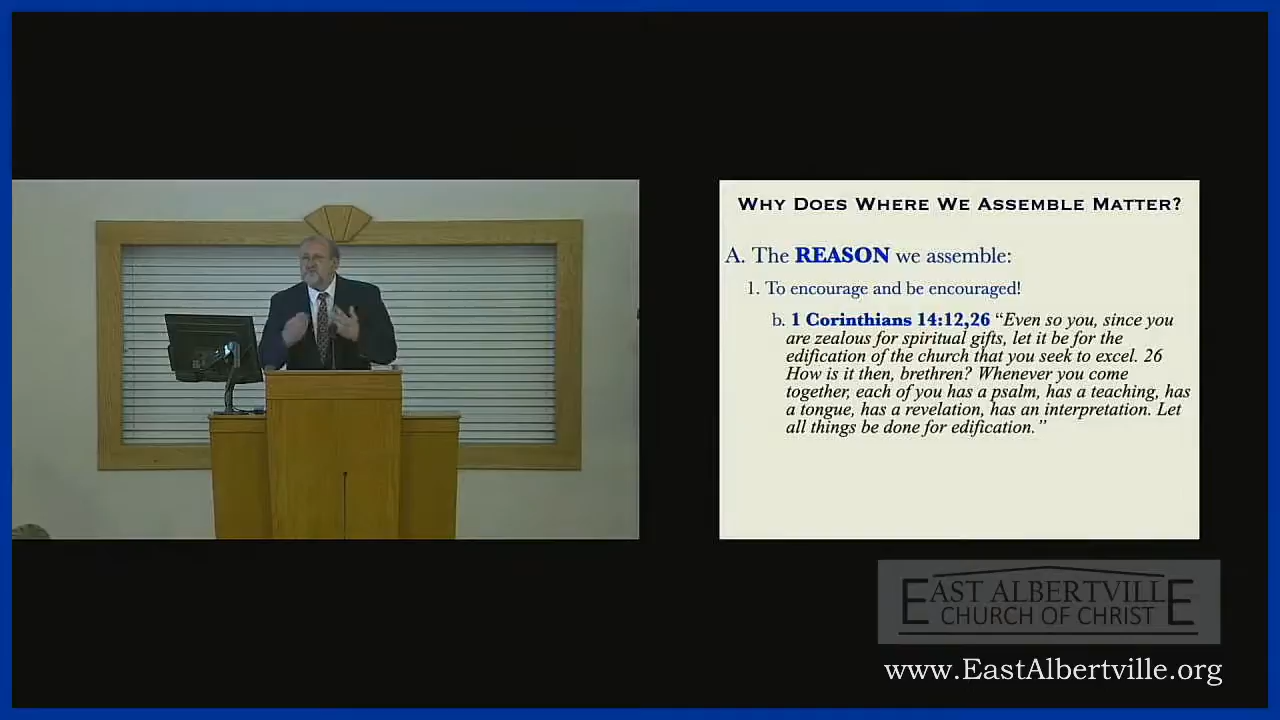 WHY DOES WHERE WE ASSEMBLE MATTER?
A. The REASON we assemble:
1. To encourage and be encouraged!
b. 1 Corinthians 14:12,26 “Even so you, since you
are zealous for spiritual gifts, let it be for the
edification of the church that you seek to excel. 26
How is it then, brethren? Whenever you come
together, each of you has a psalm, has a teaching, has
a tongue, has a revelation, has an interpretation. Let
all things be done for edification.”
EAST ALBERTVILLE
CHURCH OF CHRIST
www.EastAlbertville.org